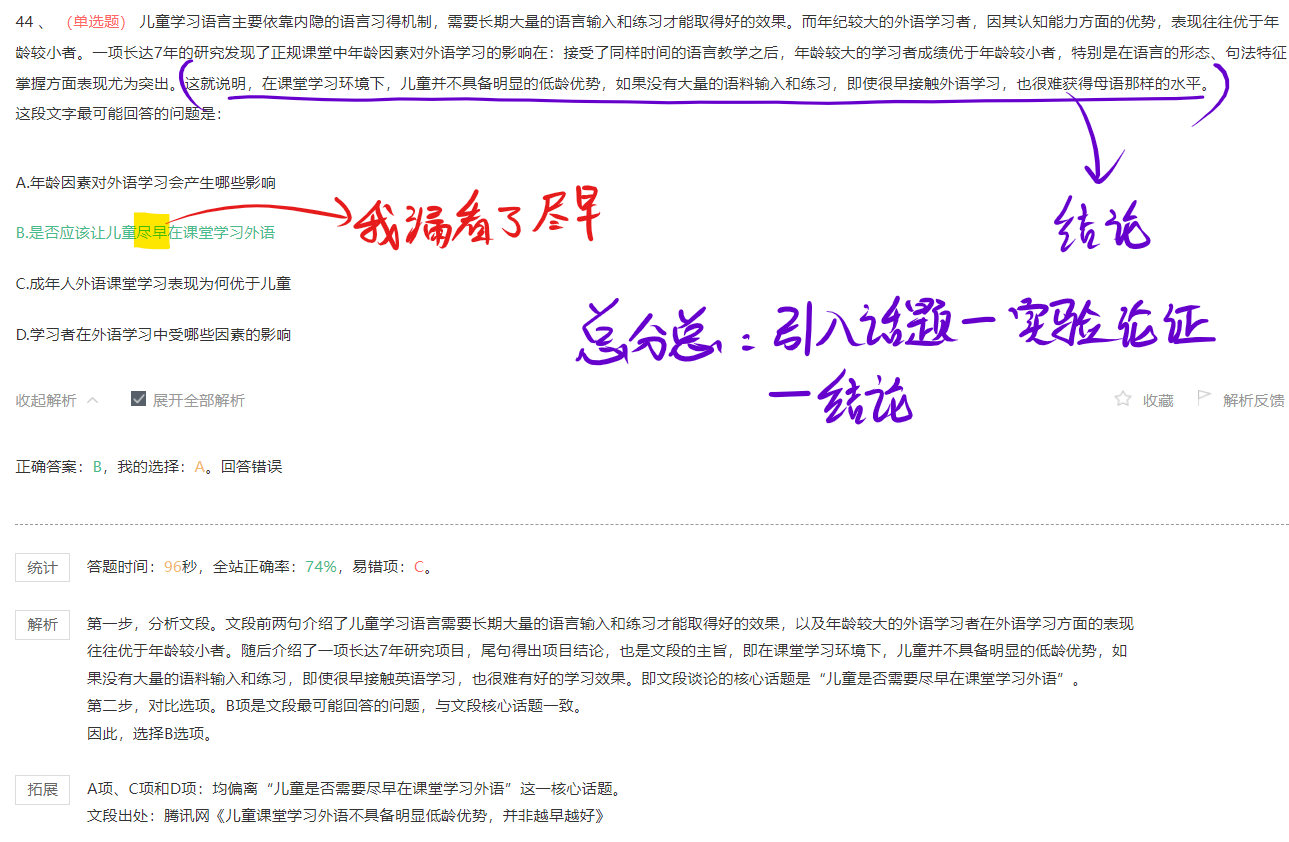 44 、 （单选题） 儿童学习语言主要依靠内隐的语言习得机制，需要长期大量的语言输入和练习才能取得好的效果。而年纪较大的外语学习者，因其认知能力方面的优势，表现往往优于年
龄较小者。一项长达7年的研究发现了正规课堂中年龄因素对外语学习的影响在：接受了同样时间的语言教学之后，年龄较大的学习者成绩优于年龄较小者，特别是在语言的形态、句法特征
掌握方面表现尤为突出。这就说明，在课堂学习环境下，儿童并不具备明显的低龄优势，如果没有大量的语料输入和练习，即使很早接触外语学习，也很难获得母语那样的水平。
这段文字最可能回答的问题是：
A.年龄因素对外语学习会产生哪些影响
B.是否应该让儿童尽早在课堂学习外语
我漏看了尽早
结论
C.成年人外语课堂学习表现为何优于儿童
D.学习者在外语学习中受哪些因素的影响
总分总：引入话题一实验论证
一结论
收起解析
展开全部解析
收藏
解析反馈
正确答案：B，我的选择：A。回答错误
统计
答题时间：96秒，全站正确率：74%，易错项：C。
解析
第一步，分析文段。文段前两句介绍了儿童学习语言需要长期大量的语言输入和练习才能取得好的效果，以及年龄较大的外语学习者在外语学习方面的表现
往往优于年龄较小者。随后介绍了一项长达7年研究项目，尾句得出项目结论，也是文段的主旨，即在课堂学习环境下，儿童并不具备明显的低龄优势，如
果没有大量的语料输入和练习，即使很早接触英语学习，也很难有好的学习效果。即文段谈论的核心话题是“儿童是否需要尽早在课堂学习外语”。
第二步，对比选项。B项是文段最可能回答的问题，与文段核心话题一致。
因此，选择B选项。
拓展
A项、C项和D项：均偏离“儿童是否需要尽早在课堂学习外语”这一核心话题。
文段出处：腾讯网《儿童课堂学习外语不具备明显低龄优势，并非越早越好》